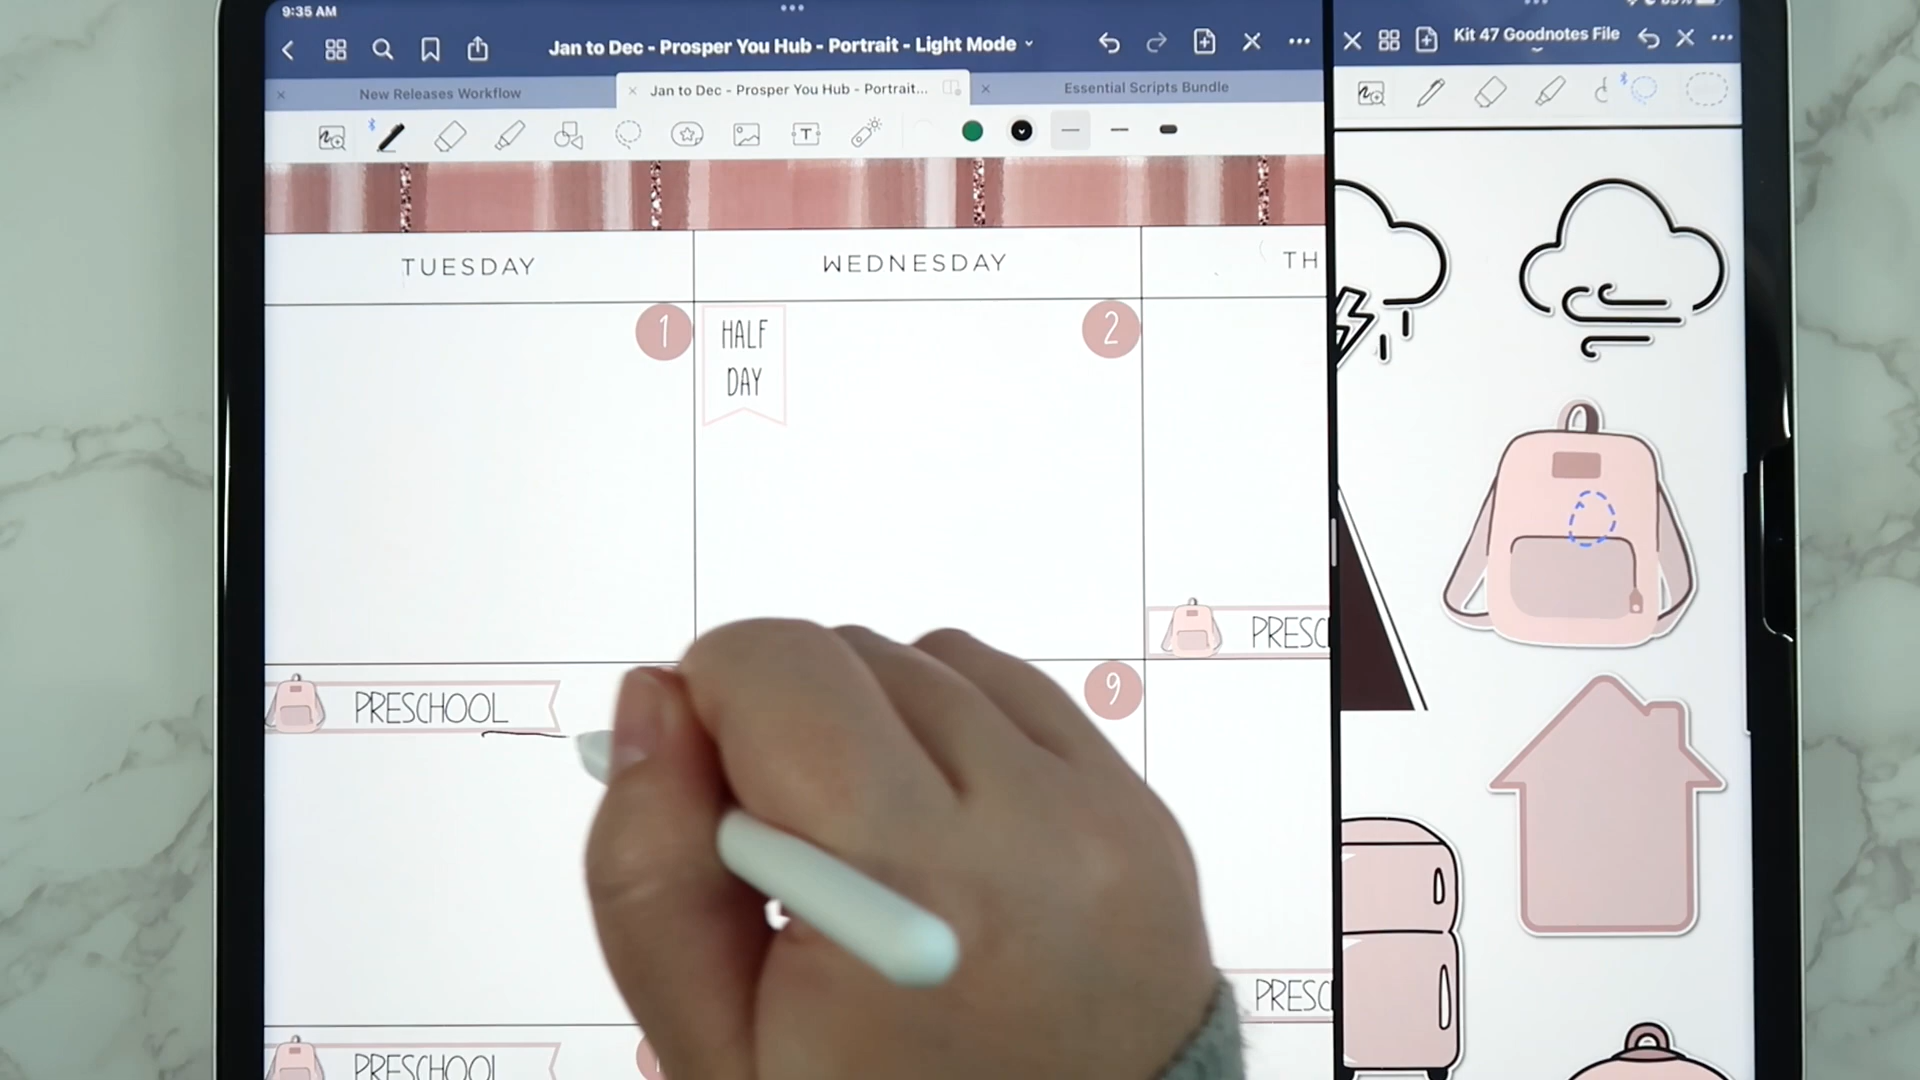 9:35 AM
Jan to Dec - Prosper You Hub - Portrait - Light Mode
Kit 47 Goodnotes File
New Releases Workflow
Jan to Dec - Prosper You Hub - Portrait...
Essential Scripts Bundle
TUESDAY
WEDNESDAY
TH
1
HALF
DAY
2
PRESC
PRESCHOOL
9
PRESC
PRESCHOOL